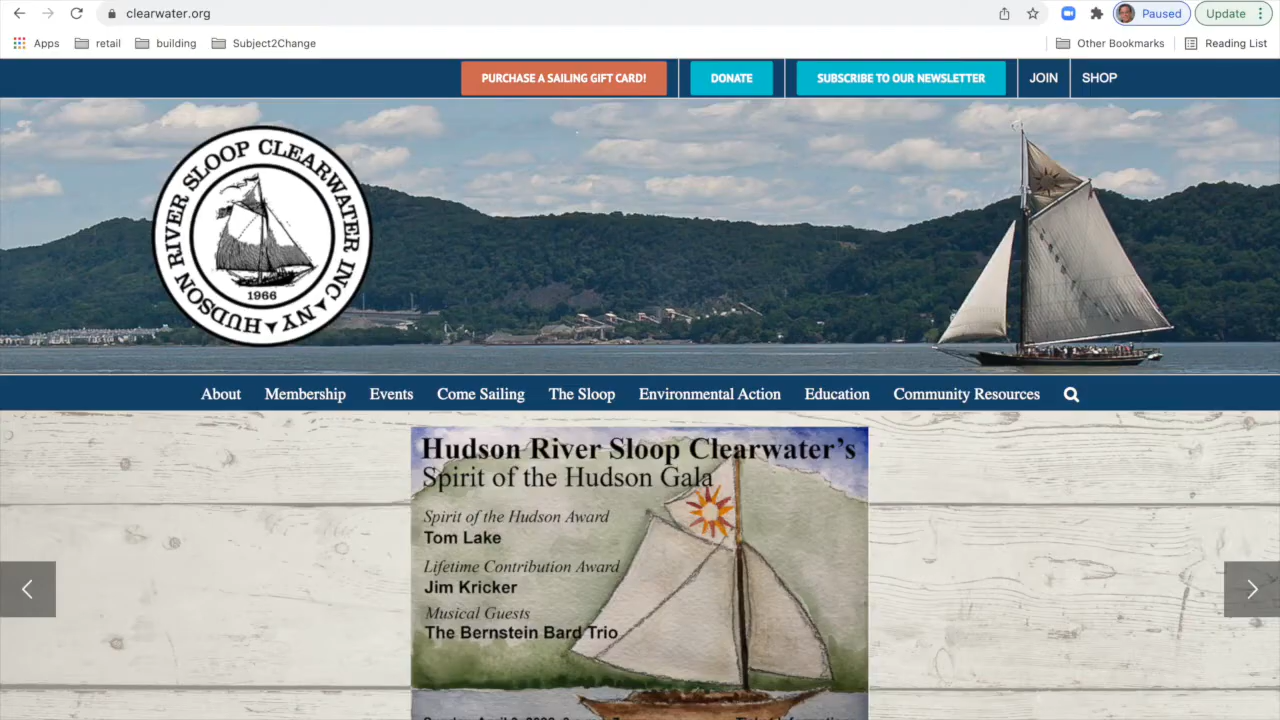 clearwater.org
Paused
Update
Apps
retail
building
Subject2Change
Other Bookmarks
Reading List
PURCHASE A SAILING GIFT CARD!
DONATE
SUBSCRIBE TO OUR NEWSLETTER
JOIN
SHOP
HUDSON RIVER SLOOP CLEARWATER INC NY
1966
About
Membership
Events
Come Sailing
The Sloop
Environmental Action
Education
Community Resources
Hudson River Sloop Clearwater's
Spirit of the Hudson Gala
Spirit of the Hudson Award
Tom Lake
Lifetime Contribution Award
Jim Kricker
Musical Guests
The Bernstein Bard Trio